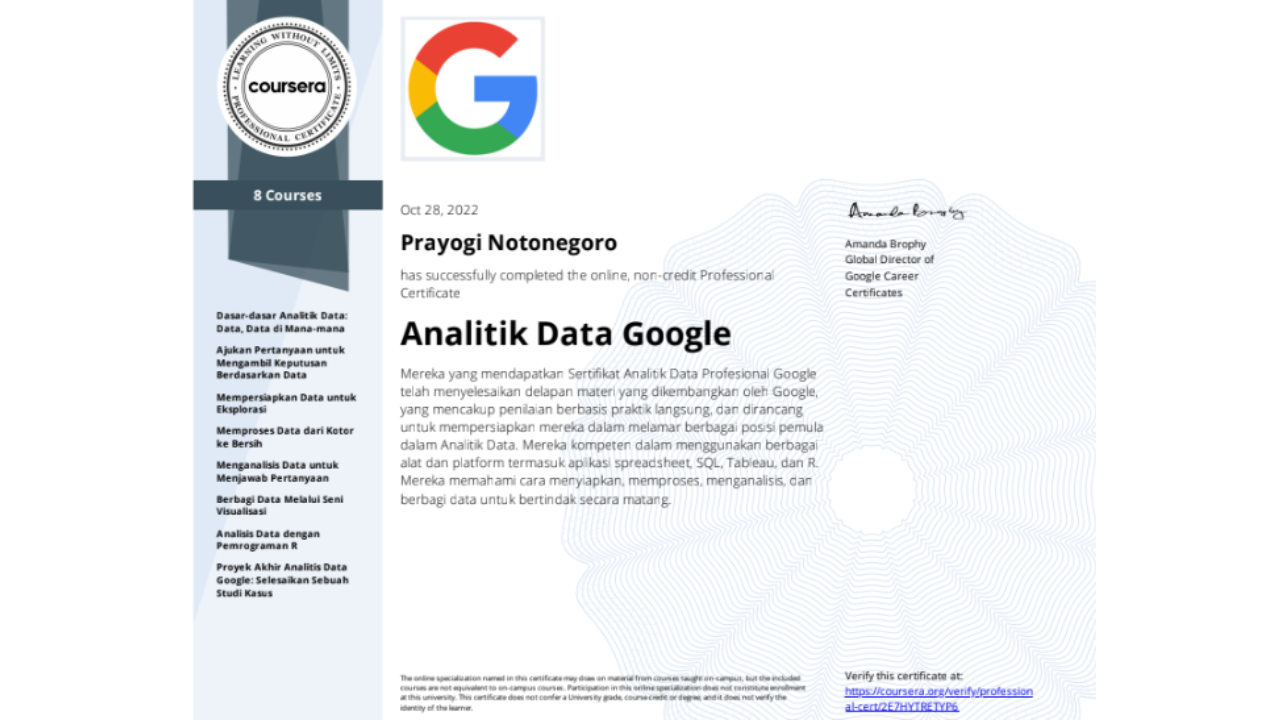 LEARNING WITHOUT LIMITS
coursera
PROFESSIONAL CERTIFICATE
8 Courses
Dasar-dasar Analitik Data:
Data, Data di Mana-mana
Ajukan Pertanyaan untuk
Mengambil Keputusan
Berdasarkan Data
Mempersiapkan Data untuk
Eksplorasi
Memproses Data dari Kotor
ke Bersih
Menganalisis Data untuk
Menjawab Pertanyaan
Berbagi Data Melalui Seni
Visualisasi
Analisis Data dengan
Pemrograman R
Proyek Akhir Analitis Data
Google: Selesaikan Sebuah
Studi Kasus
G
Oct 28, 2022
Prayogi Notonegoro
has successfully completed the online, non-credit Professional
Certificate
Analitik Data Google
Mereka yang mendapatkan Sertifikat Analitik Data Profesional Google
telah menyelesaikan delapan materi yang dikembangkan oleh Google,
yang mencakup penilaian berbasis praktik langsung, dan dirancang
untuk mempersiapkan mereka dalam melamar berbagai posisi pemula
dalam Analitik Data. Mereka kompeten dalam menggunakan berbagai
alat dan platform termasuk aplikasi spreadsheet, SQL, Tableau, dan R.
Mereka memahami cara menyiapkan, memproses, menganalisis, dan
berbagi data untuk bertindak secara matang.
Amanda Brophy
Amanda Brophy
Global Director of
Google Career
Certificates
The online specialization named in this certificate may draw on material from courses taught on-campus, but the included
courses are not equivalent to on-campus courses. Participation in this online specialization does not constitute enrollment
at this university. This certificate does not confer a University grade, course credit or degree, and it does not verify the
identity of the learner.
Verify this certificate at:
https://coursera.org/verify/profession
al-cert/2E7HYTRETYP6